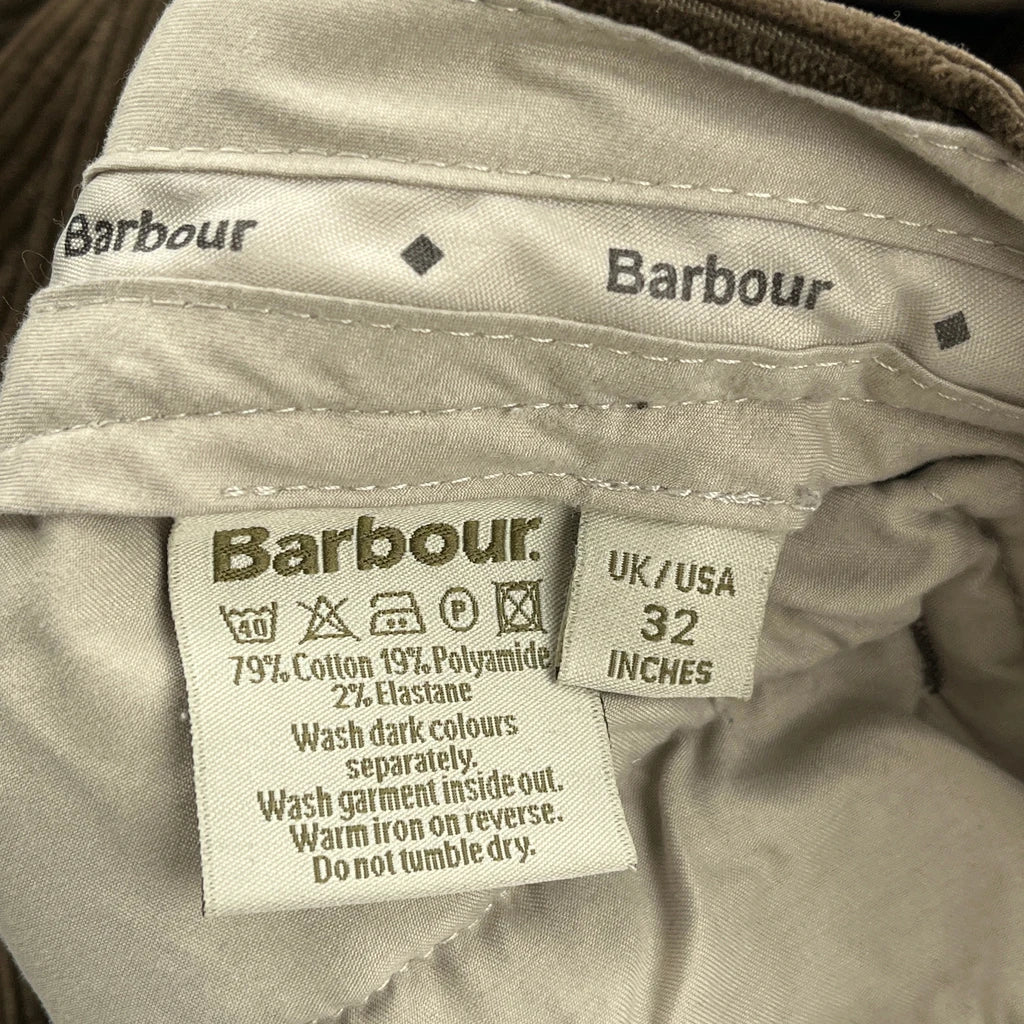 Barbour Barbour
Barbour.
40 P
79% Cotton 19% Polyamide
2% Elastane
Wash dark colours
separately.
Wash garment inside out.
Warm iron on reverse.
Do not tumble dry.
UK/USA
32
INCHES